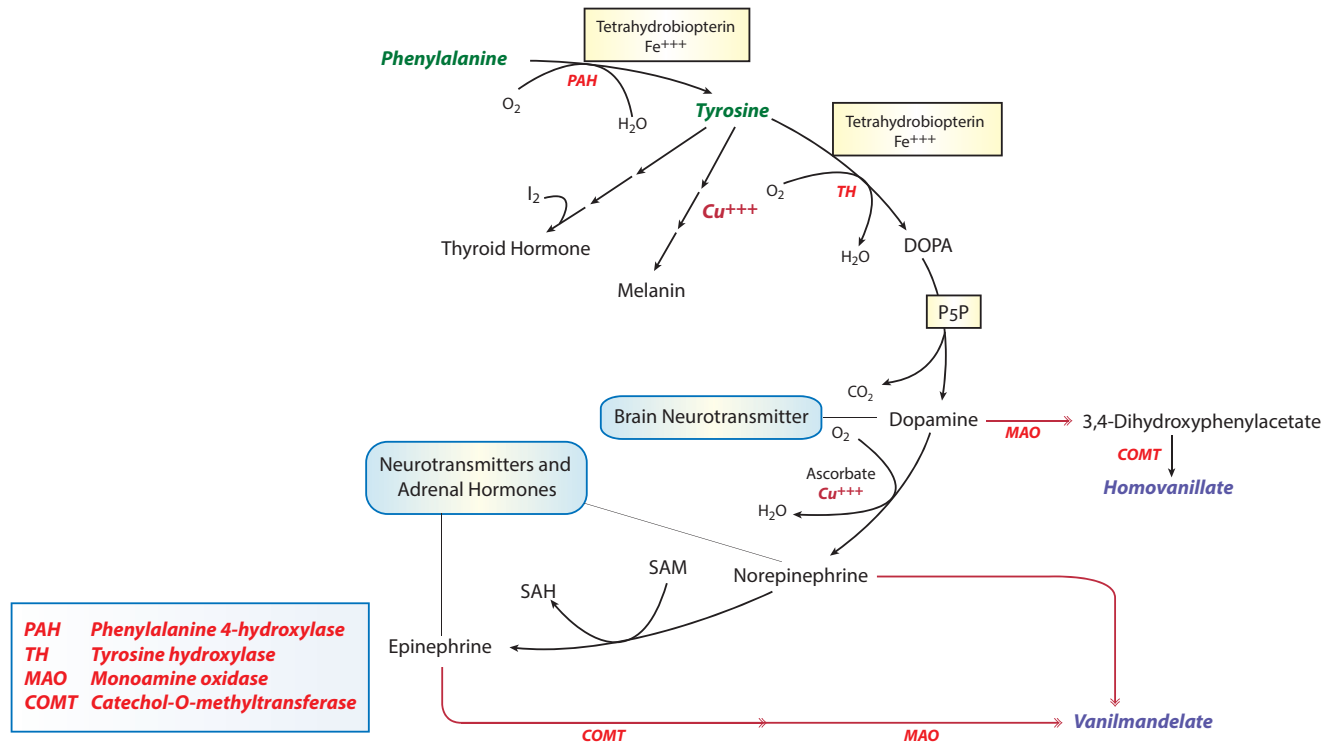 Tetrahydrobiopterin
Fe+++
Phenylalanine
PAH
O2
H2O
Tyrosine
Tetrahydrobiopterin
Fe+++
O2
TH
I2
Cu+++
H2O
DOPA
Thyroid Hormone
Melanin
P5P
CO2
Brain Neurotransmitter
Dopamine
MAO
3,4-Dihydroxyphenylacetate
O2
COMT
Neurotransmitters and
Adrenal Hormones
Ascorbate
Cu+++
Homovanillate
H2O
SAM
Norepinephrine
SAH
Epinephrine
PAH Phenylalanine 4-hydroxylase
TH Tyrosine hydroxylase
MAO Monoamine oxidase
COMT Catechol-O-methyltransferase
Vanilmandelate
COMT
MAO